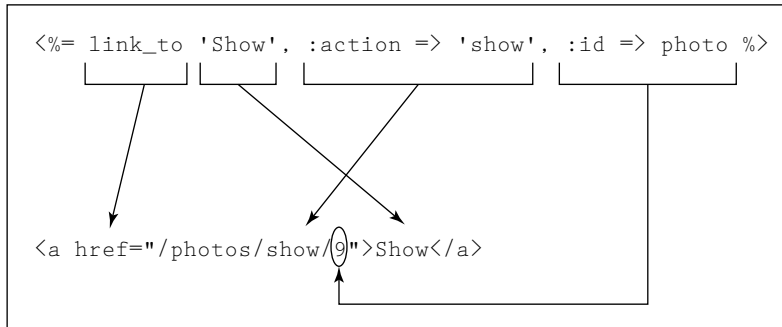 <%= link_to 'Show', :action => 'show', :id => photo %>
<a href="/photos/show/9">Show</a>